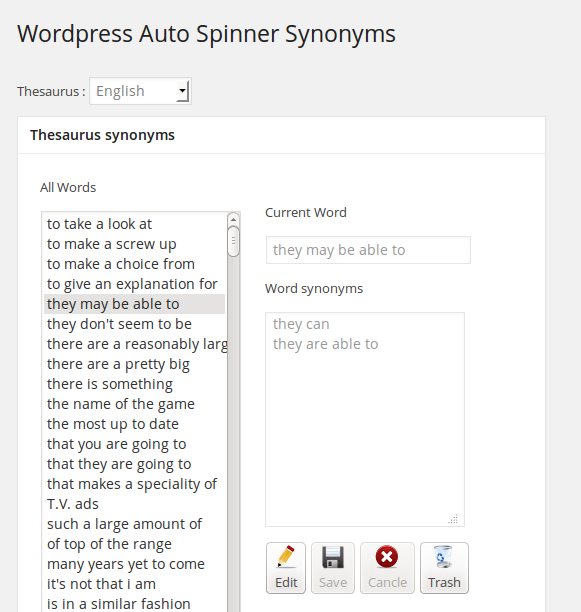 Wordpress Auto Spinner Synonyms
Thesaurus : English
Thesaurus synonyms
All Words
to take a look at
to make a screw up
to make a choice from
to give an explanation for
they may be able to
they don't seem to be
there are a reasonably larg
there are a pretty big
there is something
the name of the game
the most up to date
that you are going to
that they are going to
that makes a speciality of
T.V. ads
such a large amount of
of top of the range
many years yet to come
it's not that i am
is in a similar fashion
Current Word
they may be able to
Word synonyms
they can
they are able to
Edit
Save
Cancle
Trash